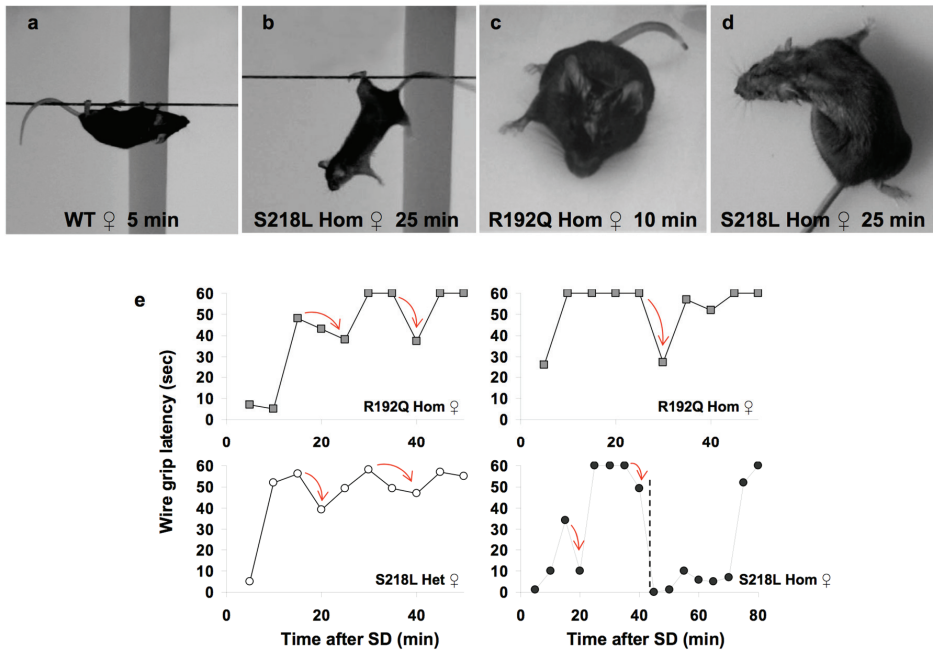 a
b
c
d
WT ♀ 5 min
S218L Hom ♀ 25 min
R192Q Hom ♀ 10 min
S218L Hom ♀ 25 min
e
Wire grip latency (sec)
60
50
40
30
20
10
0
R192Q Hom ♀
0 20 40
60
50
40
30
20
10
0
R192Q Hom ♀
0 20 40
60
50
40
30
20
10
0
S218L Het ♀
0 20 40
Time after SD (min)
60
50
40
30
20
10
0
S218L Hom ♀
0 20 40 60 80
Time after SD (min)